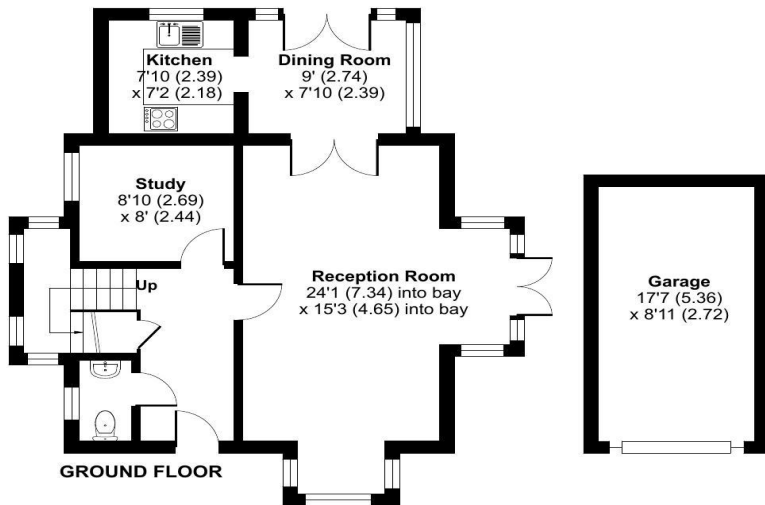 Kitchen
7'10 (2.39)
x 7'2 (2.18)
Dining Room
9' (2.74)
x 7'10 (2.39)
Study
8'10 (2.69)
x 8' (2.44)
Up
Reception Room
24'1 (7.34) into bay
x 15'3 (4.65) into bay
Garage
17'7 (5.36)
x 8'11 (2.72)
GROUND FLOOR